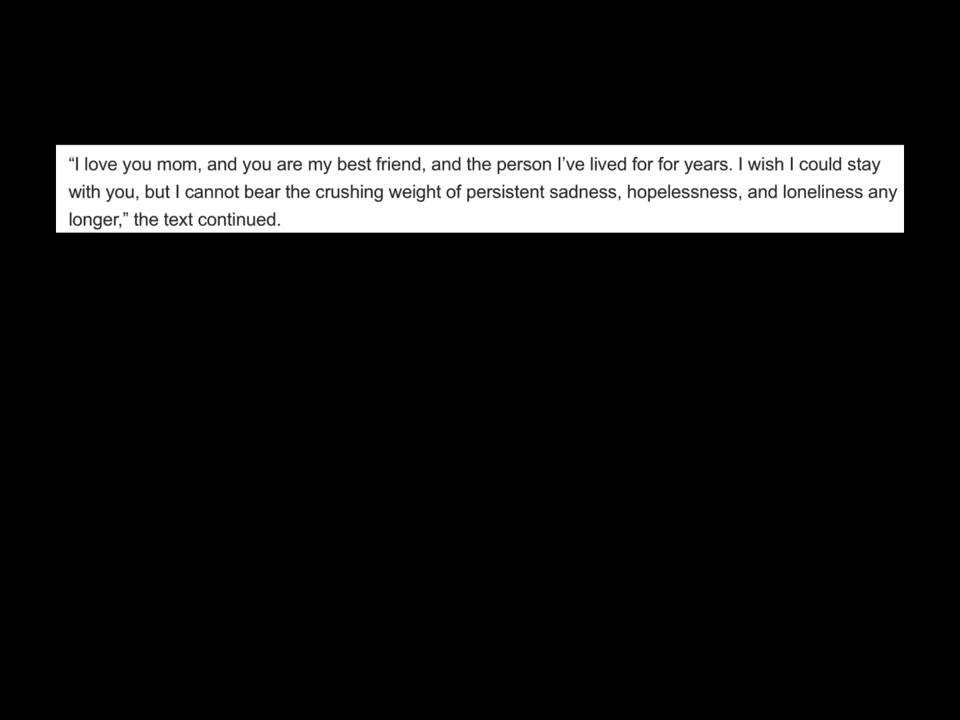 “I love you mom, and you are my best friend, and the person I’ve lived for for years. I wish I could stay
with you, but I cannot bear the crushing weight of persistent sadness, hopelessness, and loneliness any
longer,” the text continued.